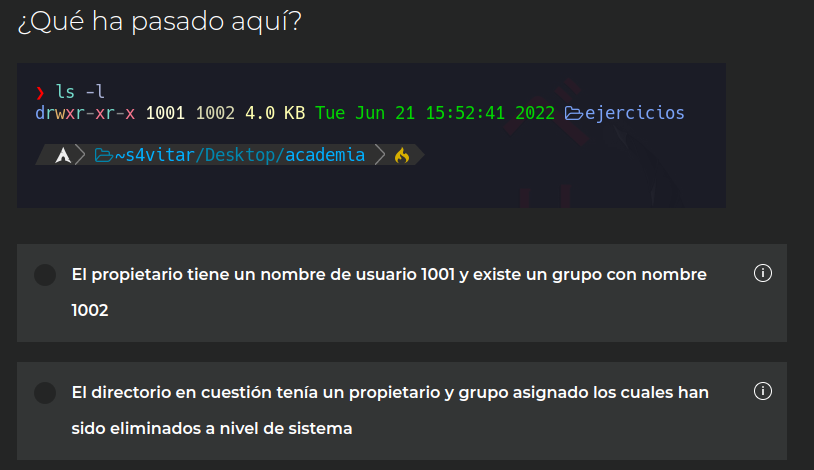 ¿Qué ha pasado aquí?
❯ ls -l
drwxr-xr-x 1001 1002 4.0 KB Tue Jun 21 15:52:41 2022 ejercicios
~s4vitar/Desktop/academia
El propietario tiene un nombre de usuario 1001 y existe un grupo con nombre
1002
El directorio en cuestión tenía un propietario y grupo asignado los cuales han
sido eliminados a nivel de sistema